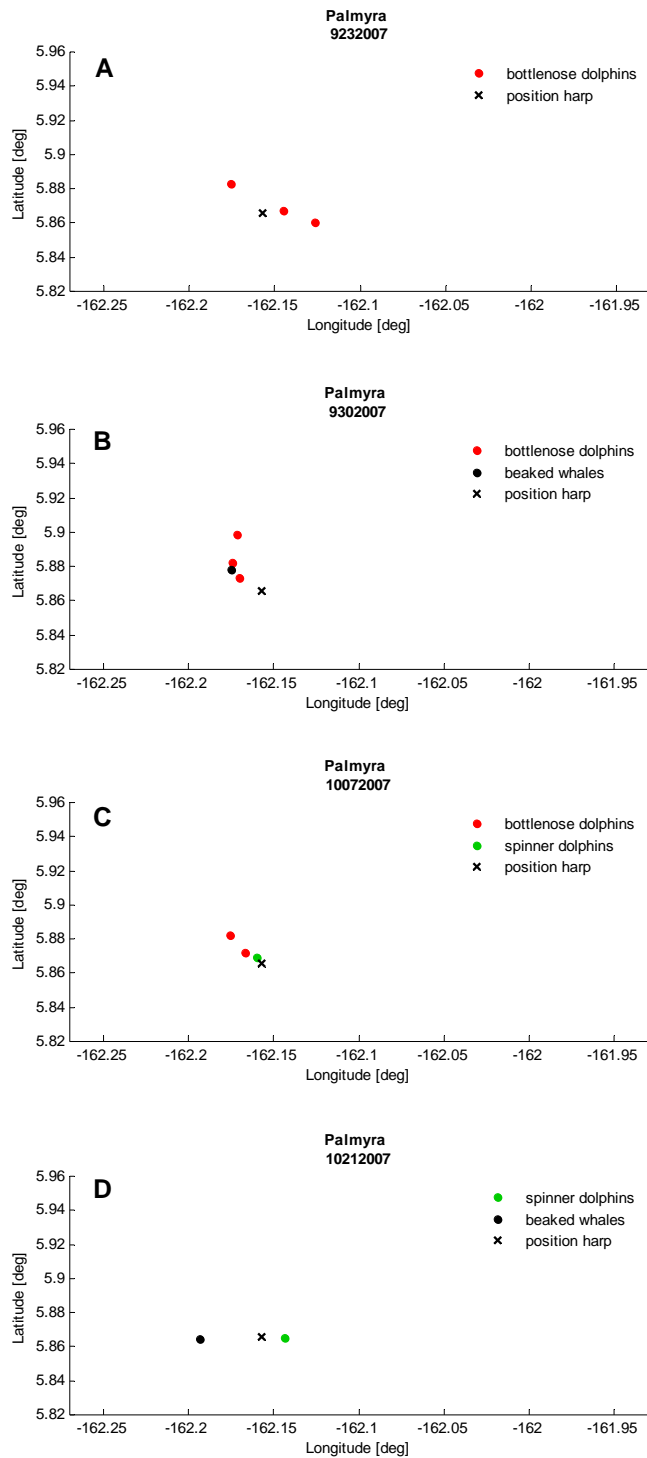 Palmyra
9232007
A
bottlenose dolphins
position harp
5.96
5.94
5.92
5.9
5.88
5.86
5.84
5.82
Latitude [deg]
-162.25 -162.2 -162.15 -162.1 -162.05 -162 -161.95
Longitude [deg]
Palmyra
9302007
B
bottlenose dolphins
beaked whales
position harp
5.96
5.94
5.92
5.9
5.88
5.86
5.84
5.82
Latitude [deg]
-162.25 -162.2 -162.15 -162.1 -162.05 -162 -161.95
Longitude [deg]
Palmyra
10072007
C
bottlenose dolphins
spinner dolphins
position harp
5.96
5.94
5.92
5.9
5.88
5.86
5.84
5.82
Latitude [deg]
-162.25 -162.2 -162.15 -162.1 -162.05 -162 -161.95
Longitude [deg]
Palmyra
10212007
D
spinner dolphins
beaked whales
position harp
5.96
5.94
5.92
5.9
5.88
5.86
5.84
5.82
Latitude [deg]
-162.25 -162.2 -162.15 -162.1 -162.05 -162 -161.95
Longitude [deg]